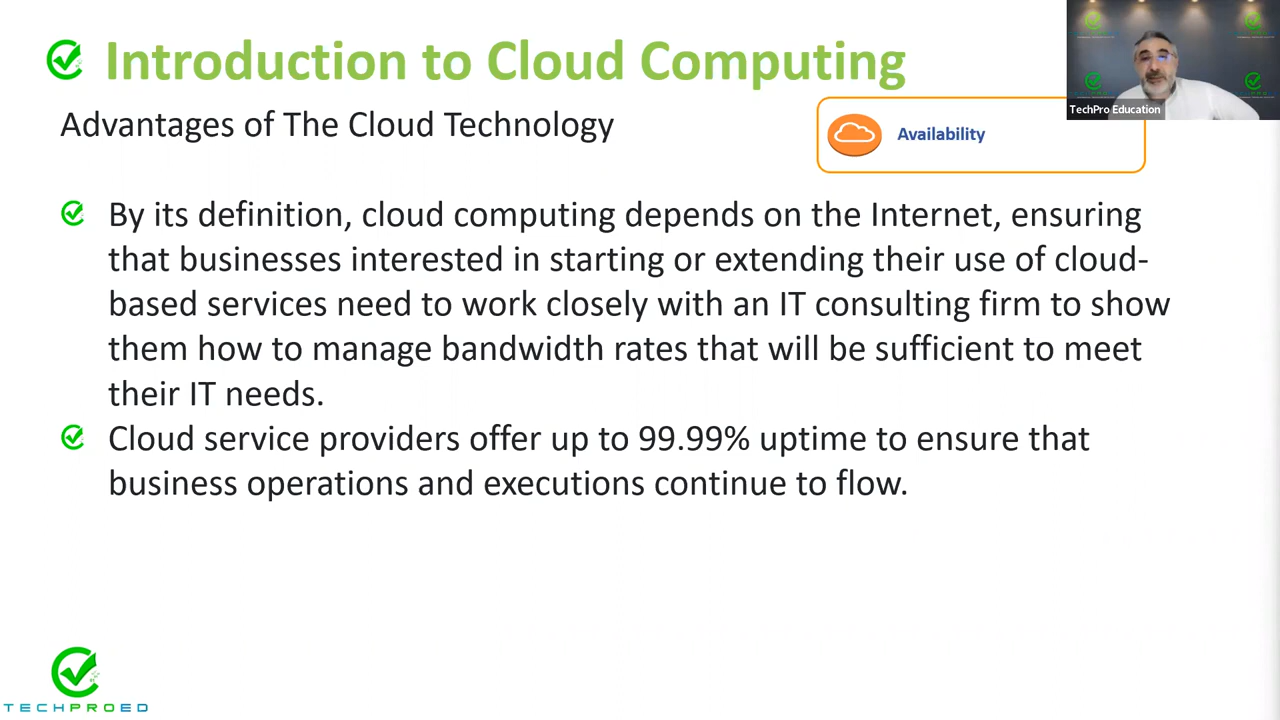 Introduction to Cloud Computing
TechPro Education
Advantages of The Cloud Technology
Availability
By its definition, cloud computing depends on the Internet, ensuring
that businesses interested in starting or extending their use of cloud-
based services need to work closely with an IT consulting firm to show
them how to manage bandwidth rates that will be sufficient to meet
their IT needs.
Cloud service providers offer up to 99.99% uptime to ensure that
business operations and executions continue to flow.
TECHPROED